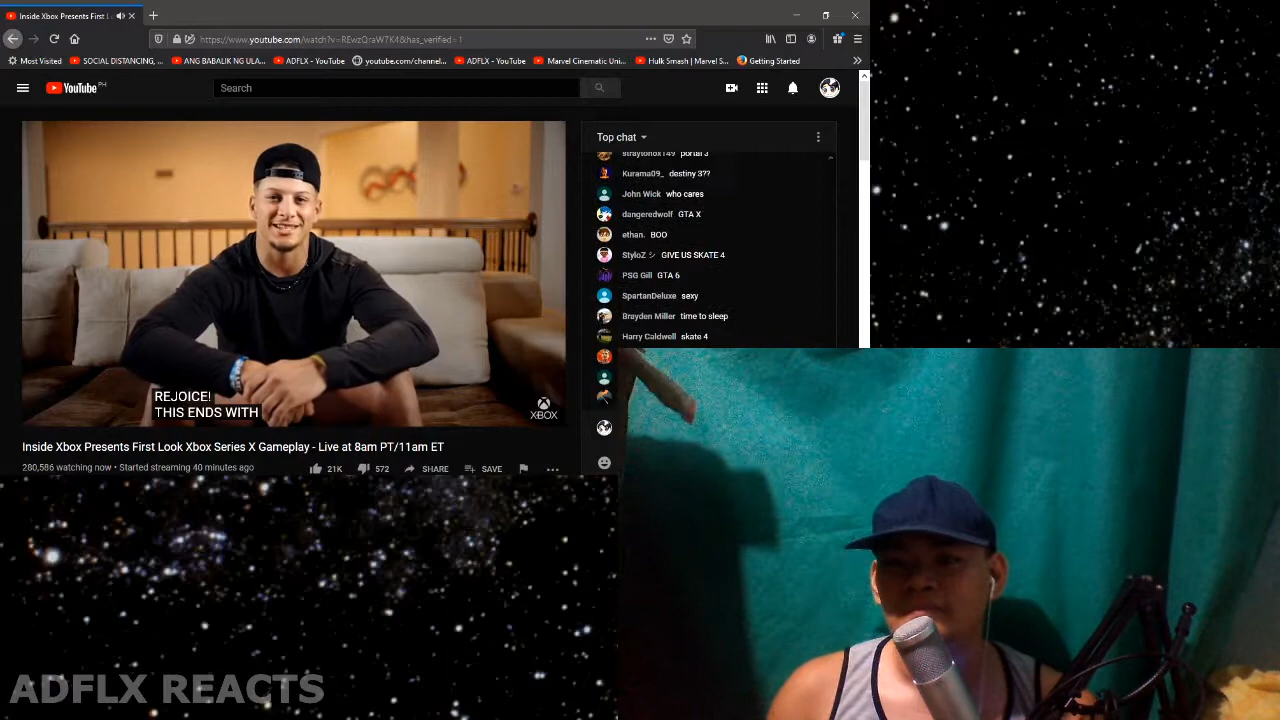 Inside Xbox Presents First L
https://www.youtube.com/watch?v=REwzQraW7K4&has_verified=1
Most Visited
SOCIAL DISTANCING, ...
ANG BABALIK NG ULA...
ADFLX - YouTube
youtube.com/channel...
ADFLX - YouTube
Marvel Cinematic Uni...
Hulk Smash | Marvel S...
Getting Started
YouTube PH
Search
Top chat
straytonox149 portal 3
Kurama09_ destiny 3??
John Wick who cares
dangeredwolf GTA X
ethan. BOO
StyloZ シ GIVE US SKATE 4
PSG Gill GTA 6
SpartanDeluxe sexy
Brayden Miller time to sleep
Harry Caldwell skate 4
REJOICE!
THIS ENDS WITH
XBOX
Inside Xbox Presents First Look Xbox Series X Gameplay - Live at 8am PT/11am ET
280,586 watching now • Started streaming 40 minutes ago
21K
572
SHARE
SAVE
ADFLX REACTS